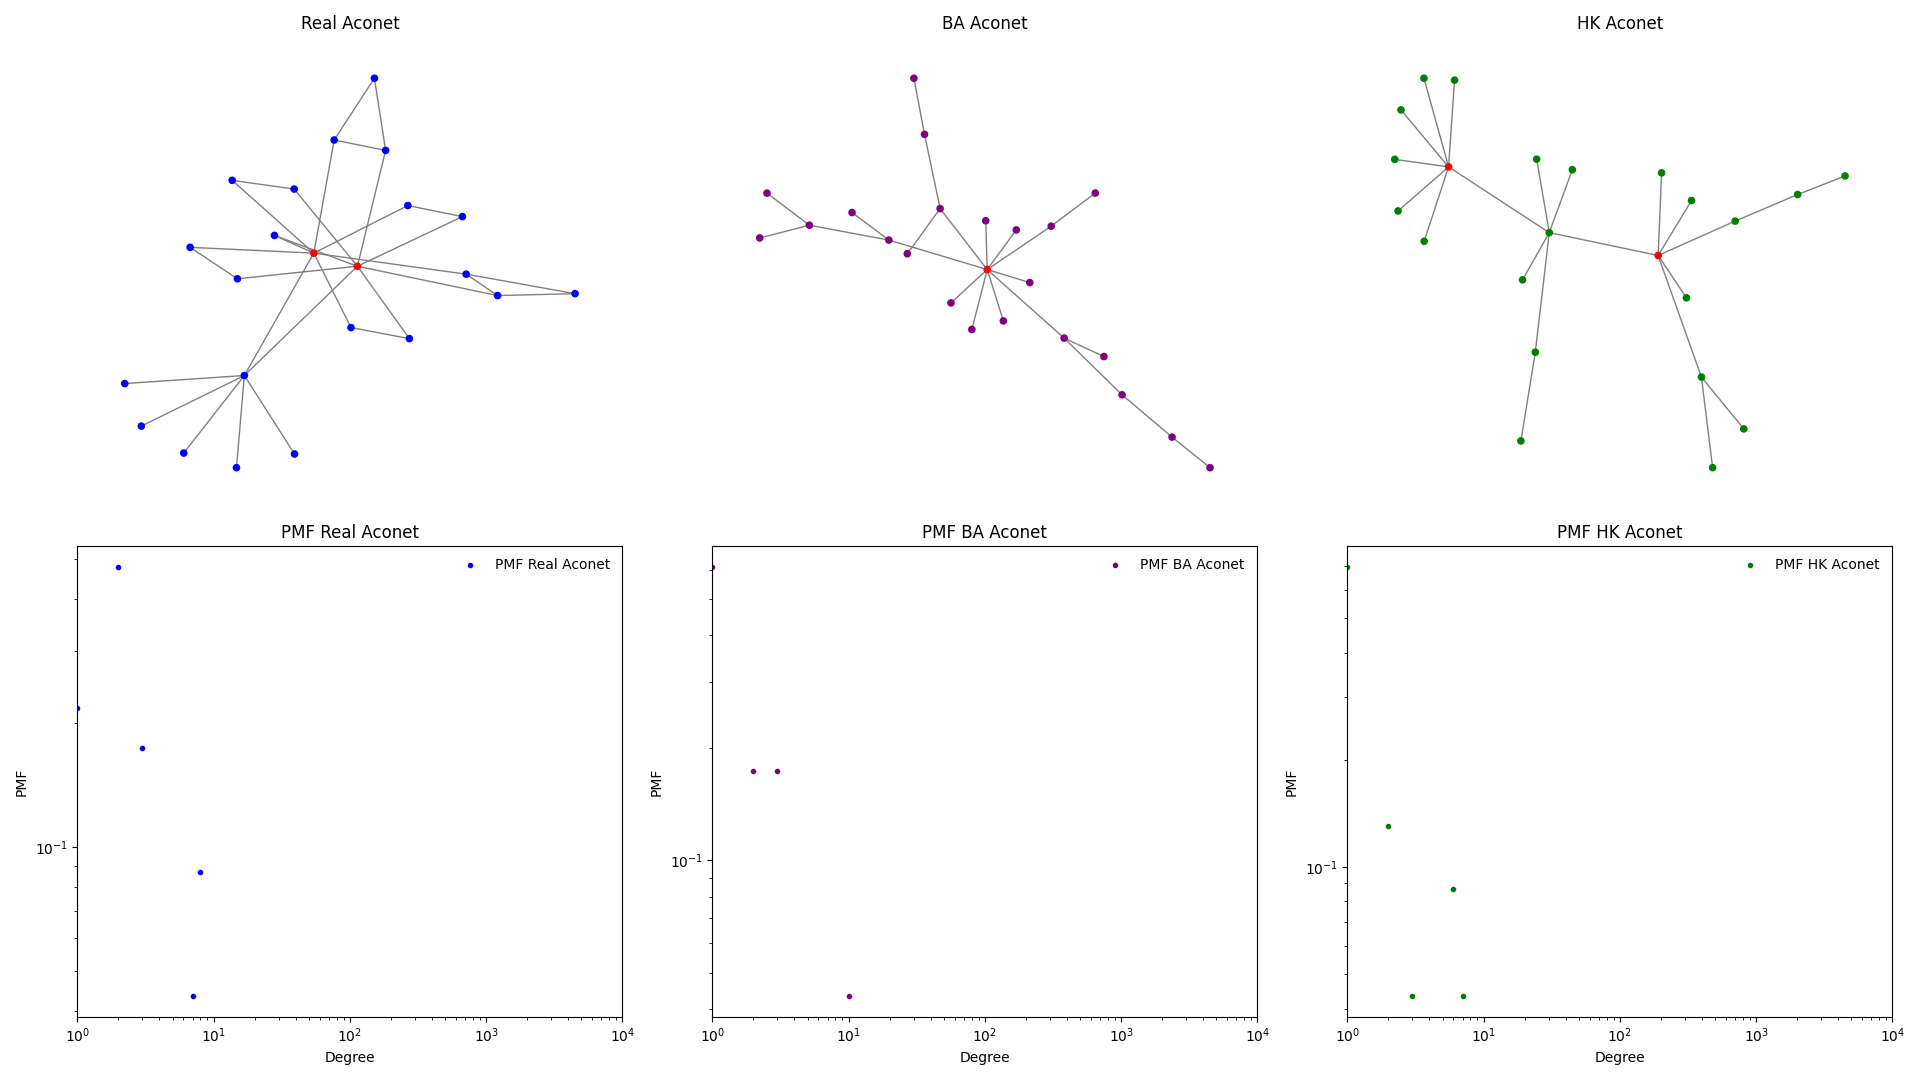 Real Aconet
BA Aconet
HK Aconet
PMF Real Aconet
PMF Real Aconet
PMF
10⁻¹
10⁰ 10¹ 10² 10³ 10⁴
Degree
PMF BA Aconet
PMF BA Aconet
PMF
10⁻¹
10⁰ 10¹ 10² 10³ 10⁴
Degree
PMF HK Aconet
PMF HK Aconet
PMF
10⁻¹
10⁰ 10¹ 10² 10³ 10⁴
Degree